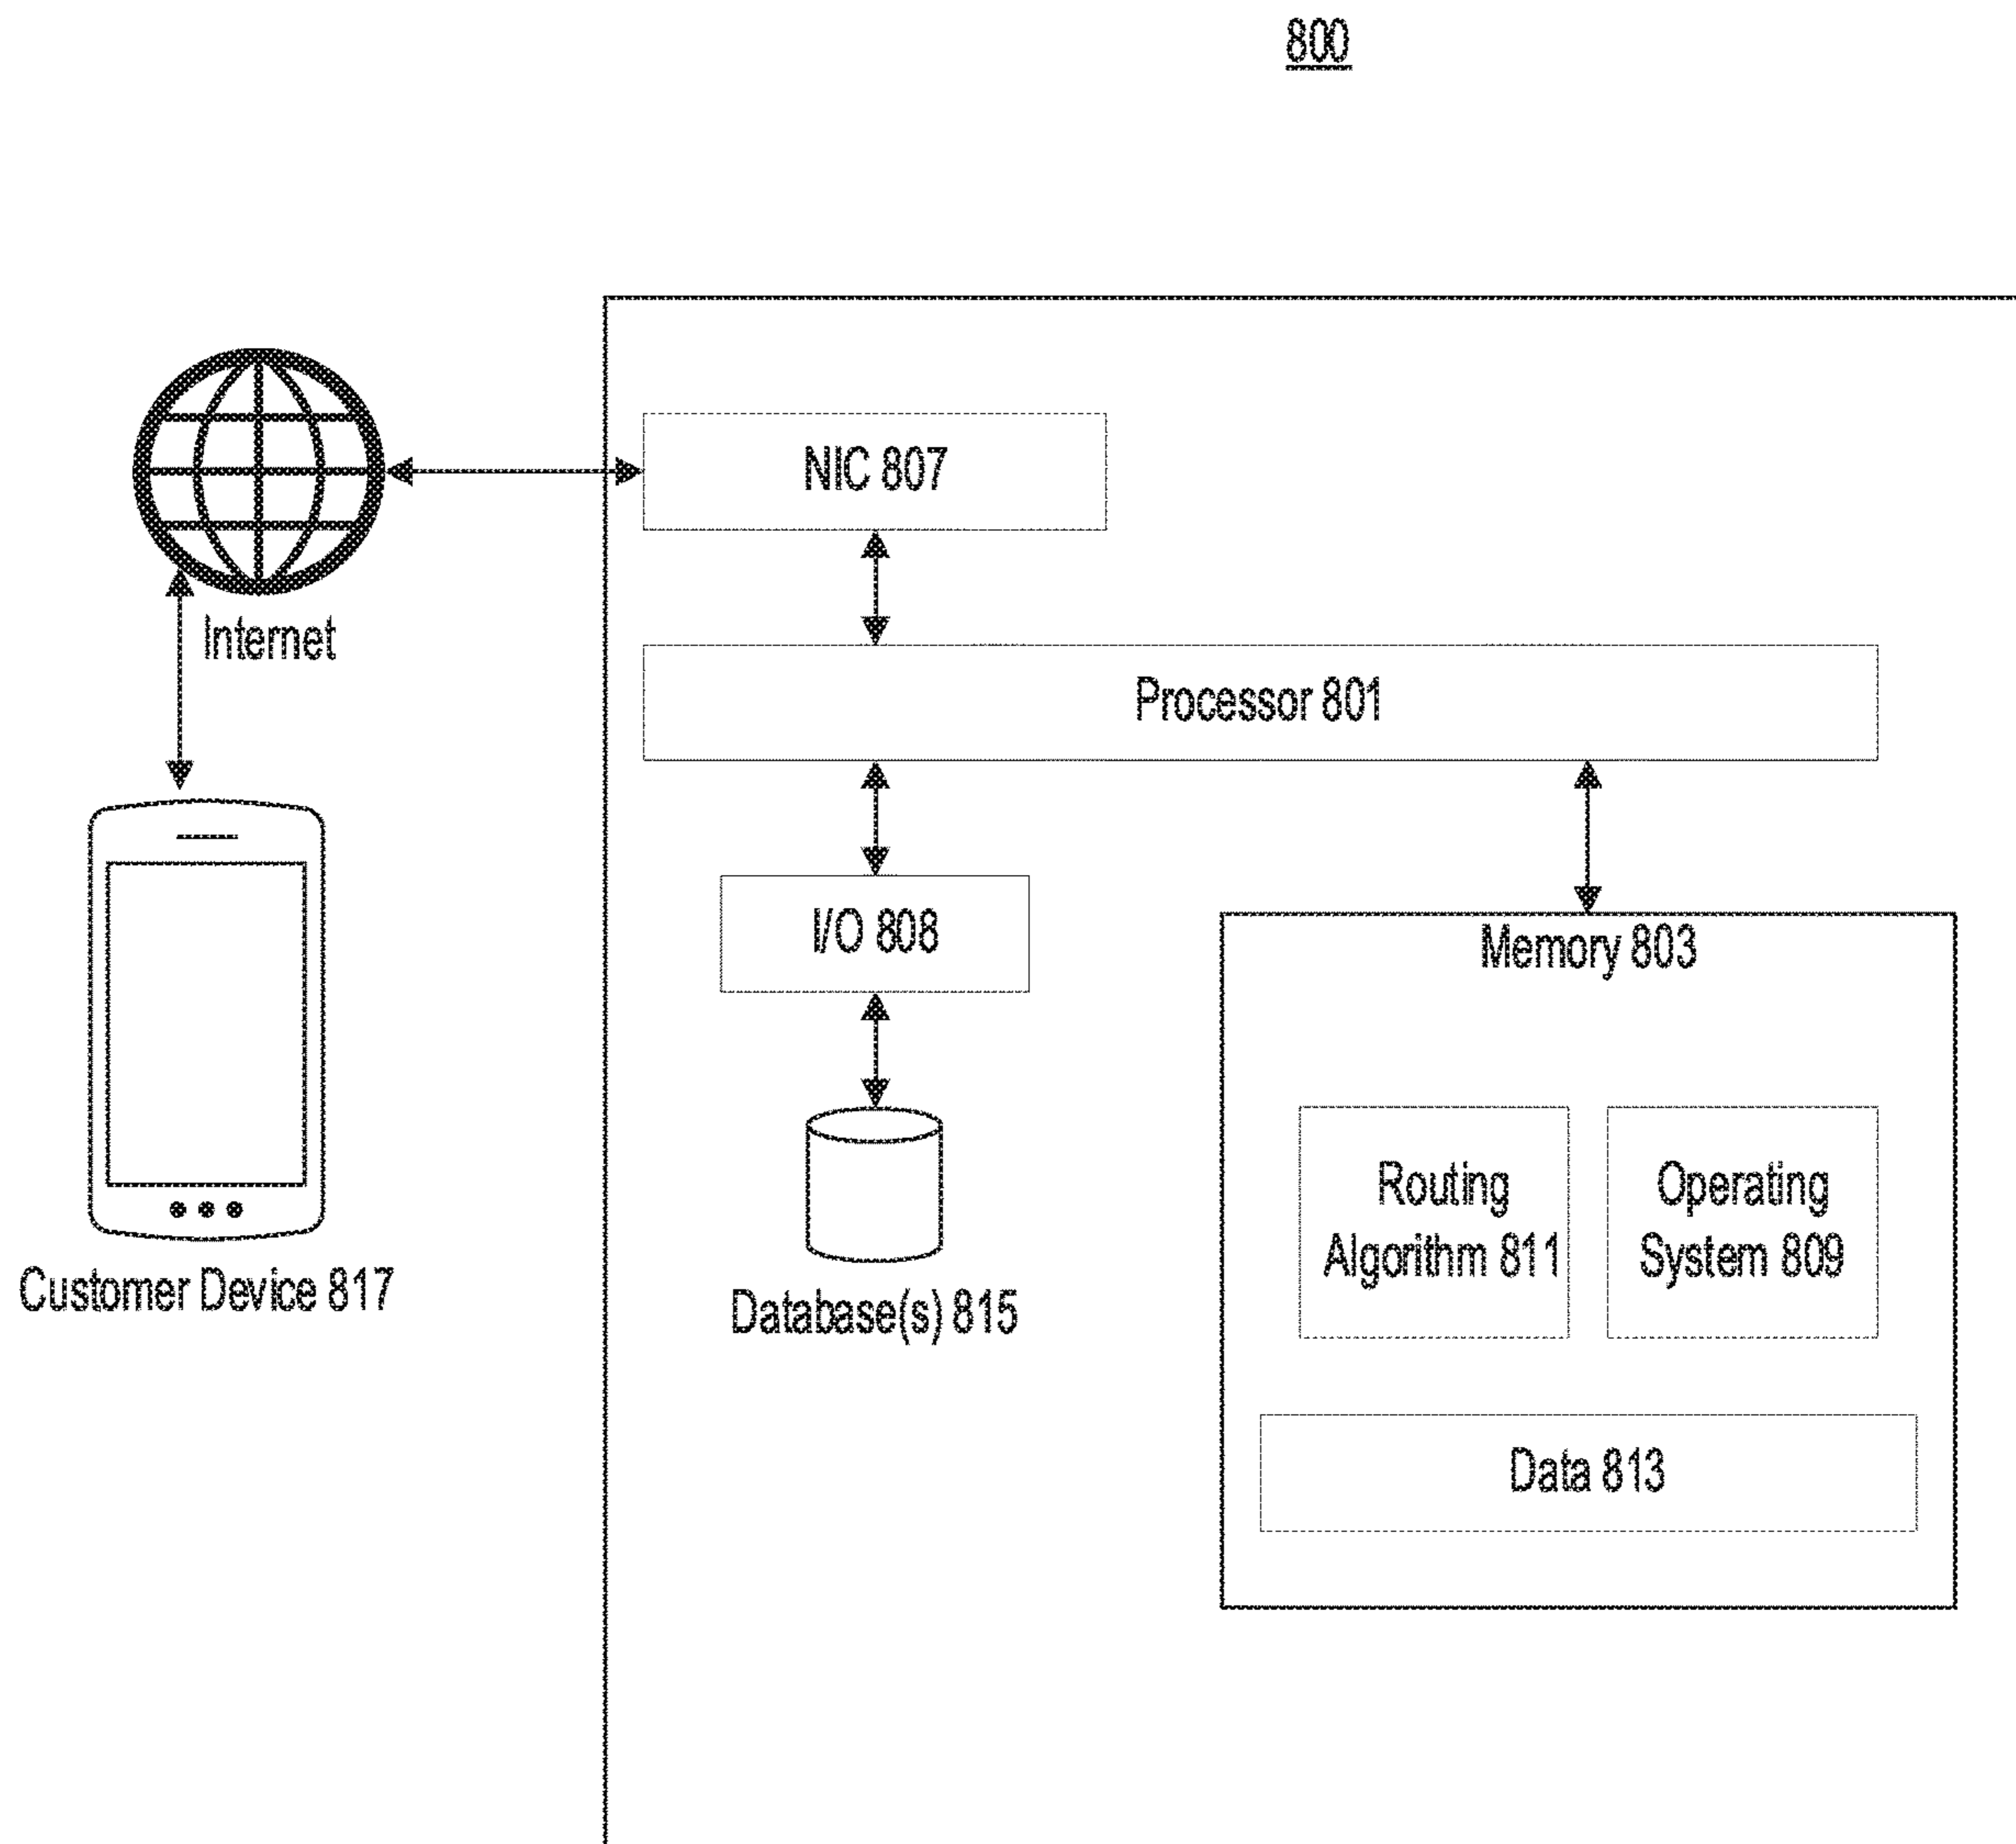 800
NIC 807
Internet
Processor 801
I/O 808
Memory 803
Routing
Algorithm 811
Operating
System 809
Customer Device 817
Database(s) 815
Data 813